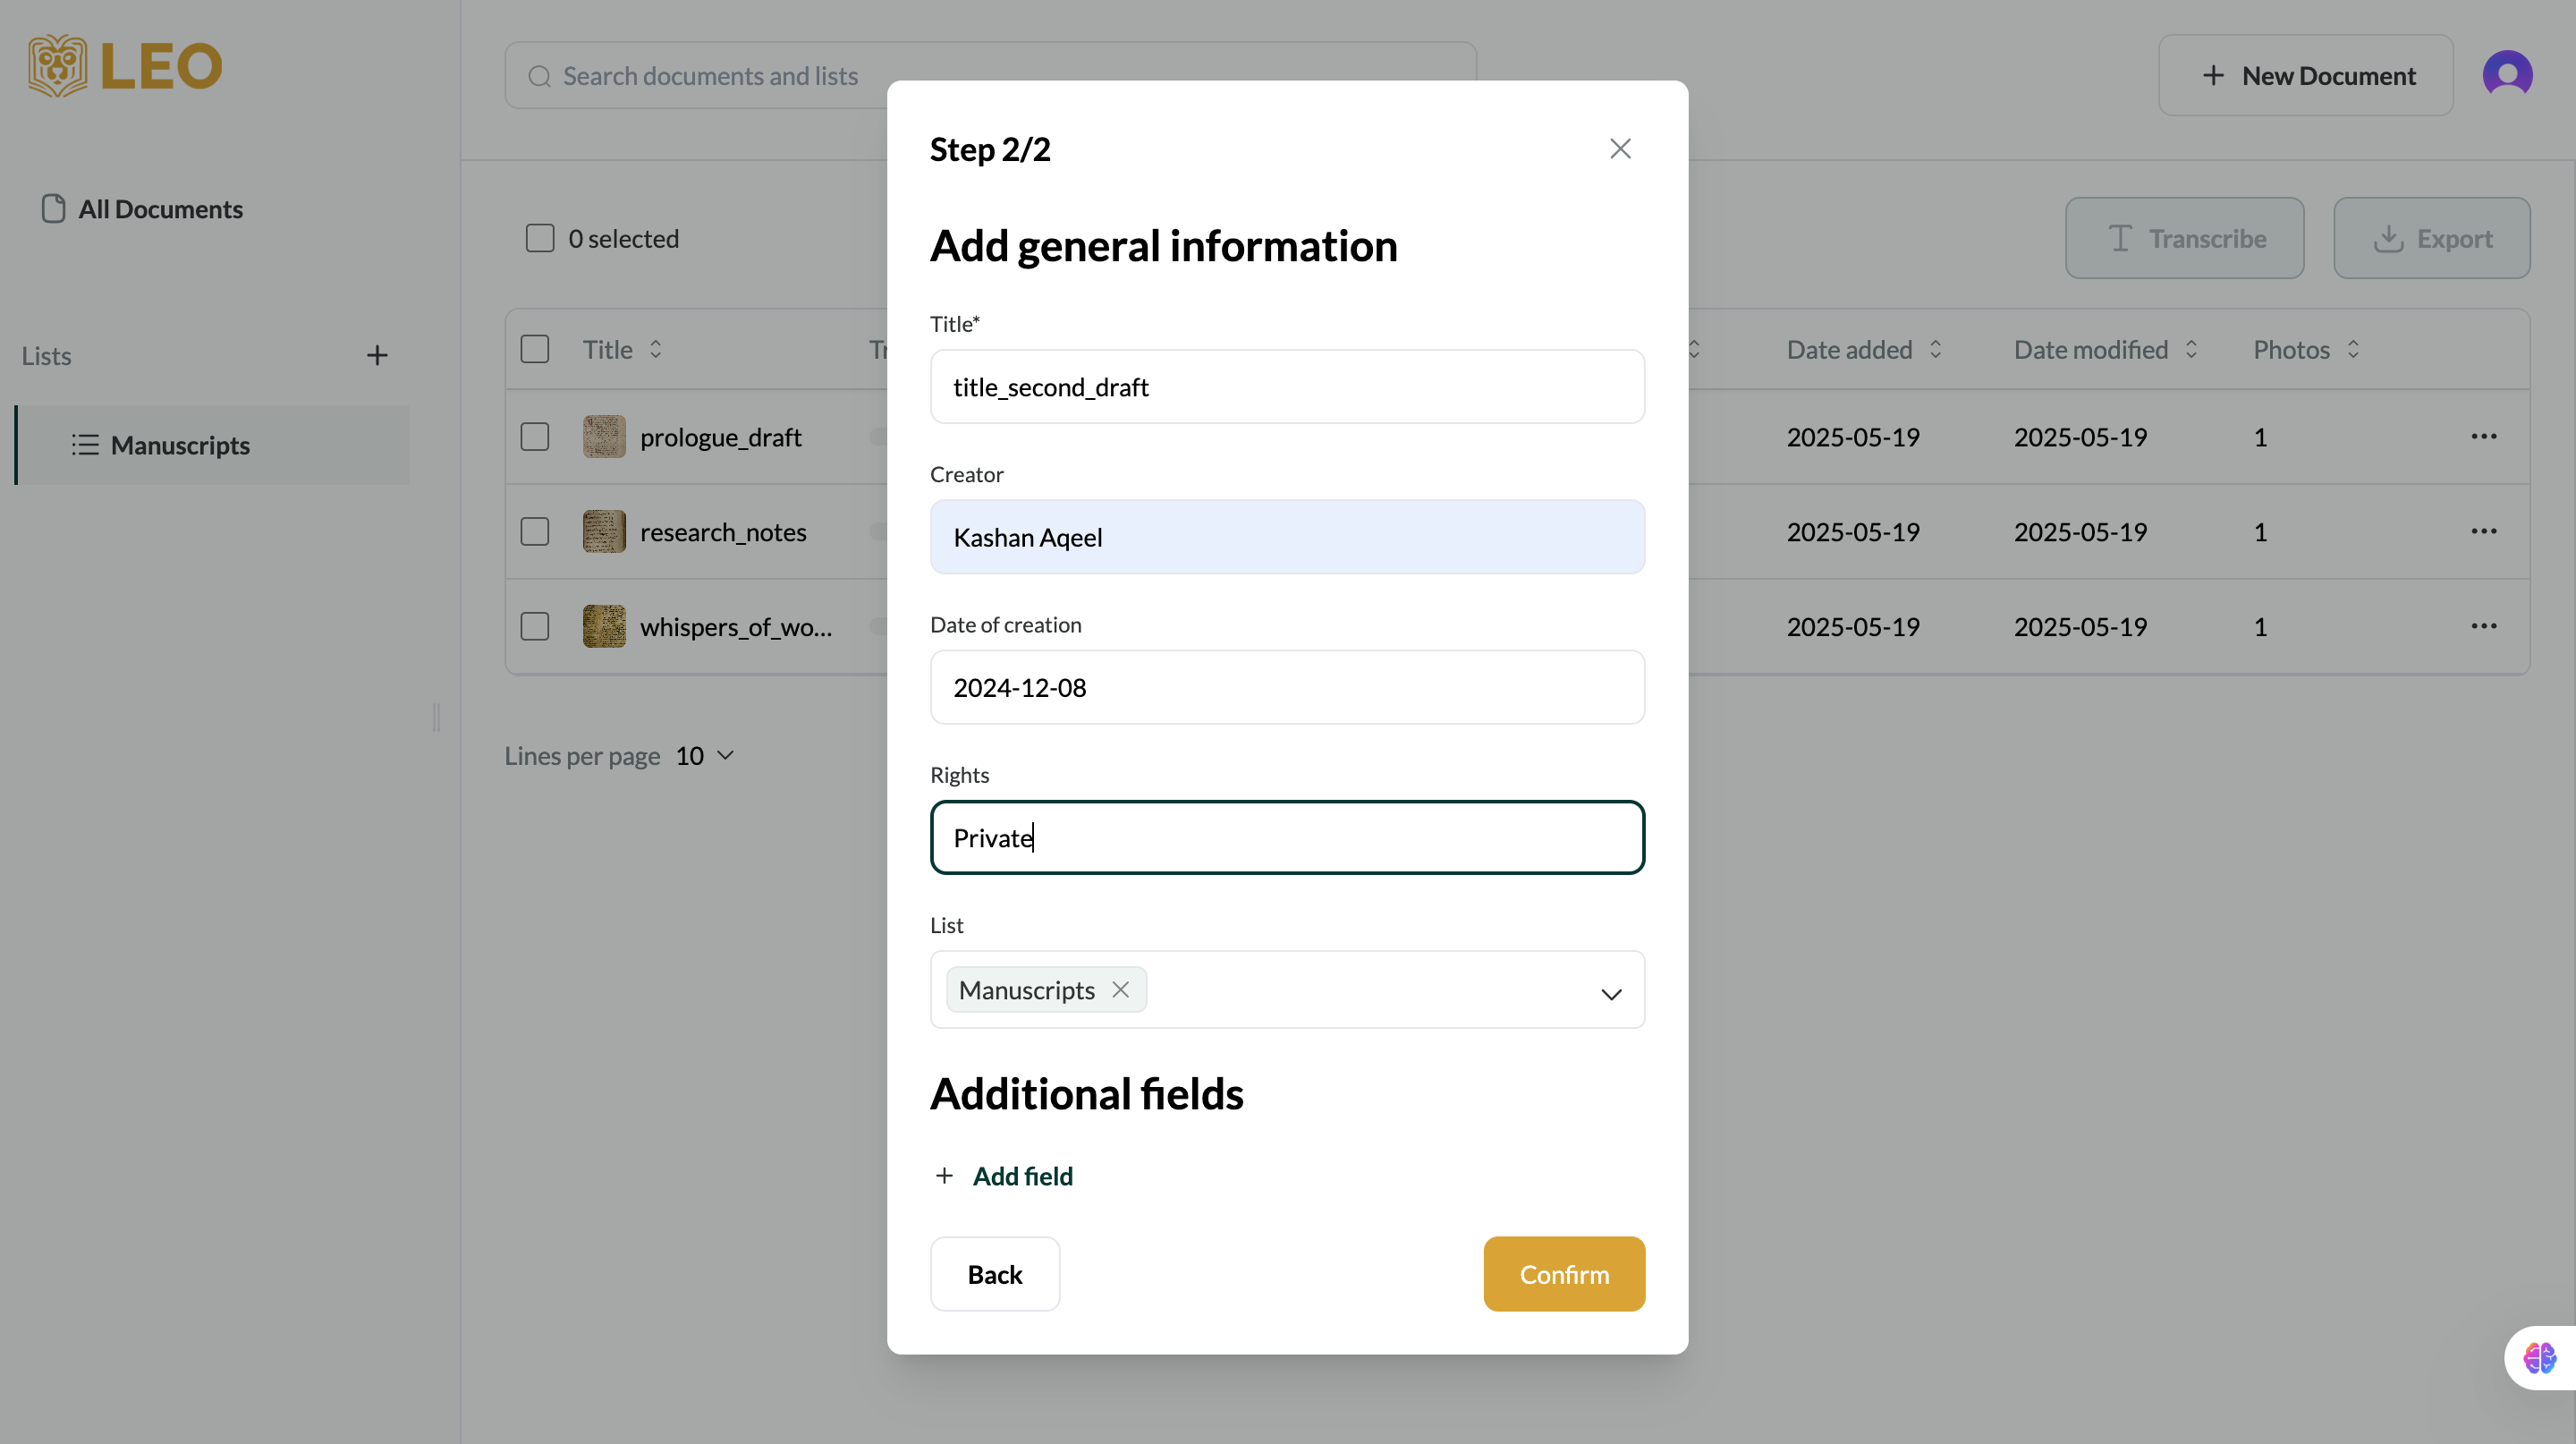 LEO
Search documents and lists
New Document
All Documents
0 selected
Transcribe
Export
Lists
Manuscripts
Title
Date added
Date modified
Photos
prologue_draft
2025-05-19
2025-05-19
1
research_notes
2025-05-19
2025-05-19
1
whispers_of_wo...
2025-05-19
2025-05-19
1
Lines per page 10
Step 2/2
Add general information
Title*
title_second_draft
Creator
Kashan Aqeel
Date of creation
2024-12-08
Rights
Private
List
Manuscripts
Additional fields
Add field
Back
Confirm